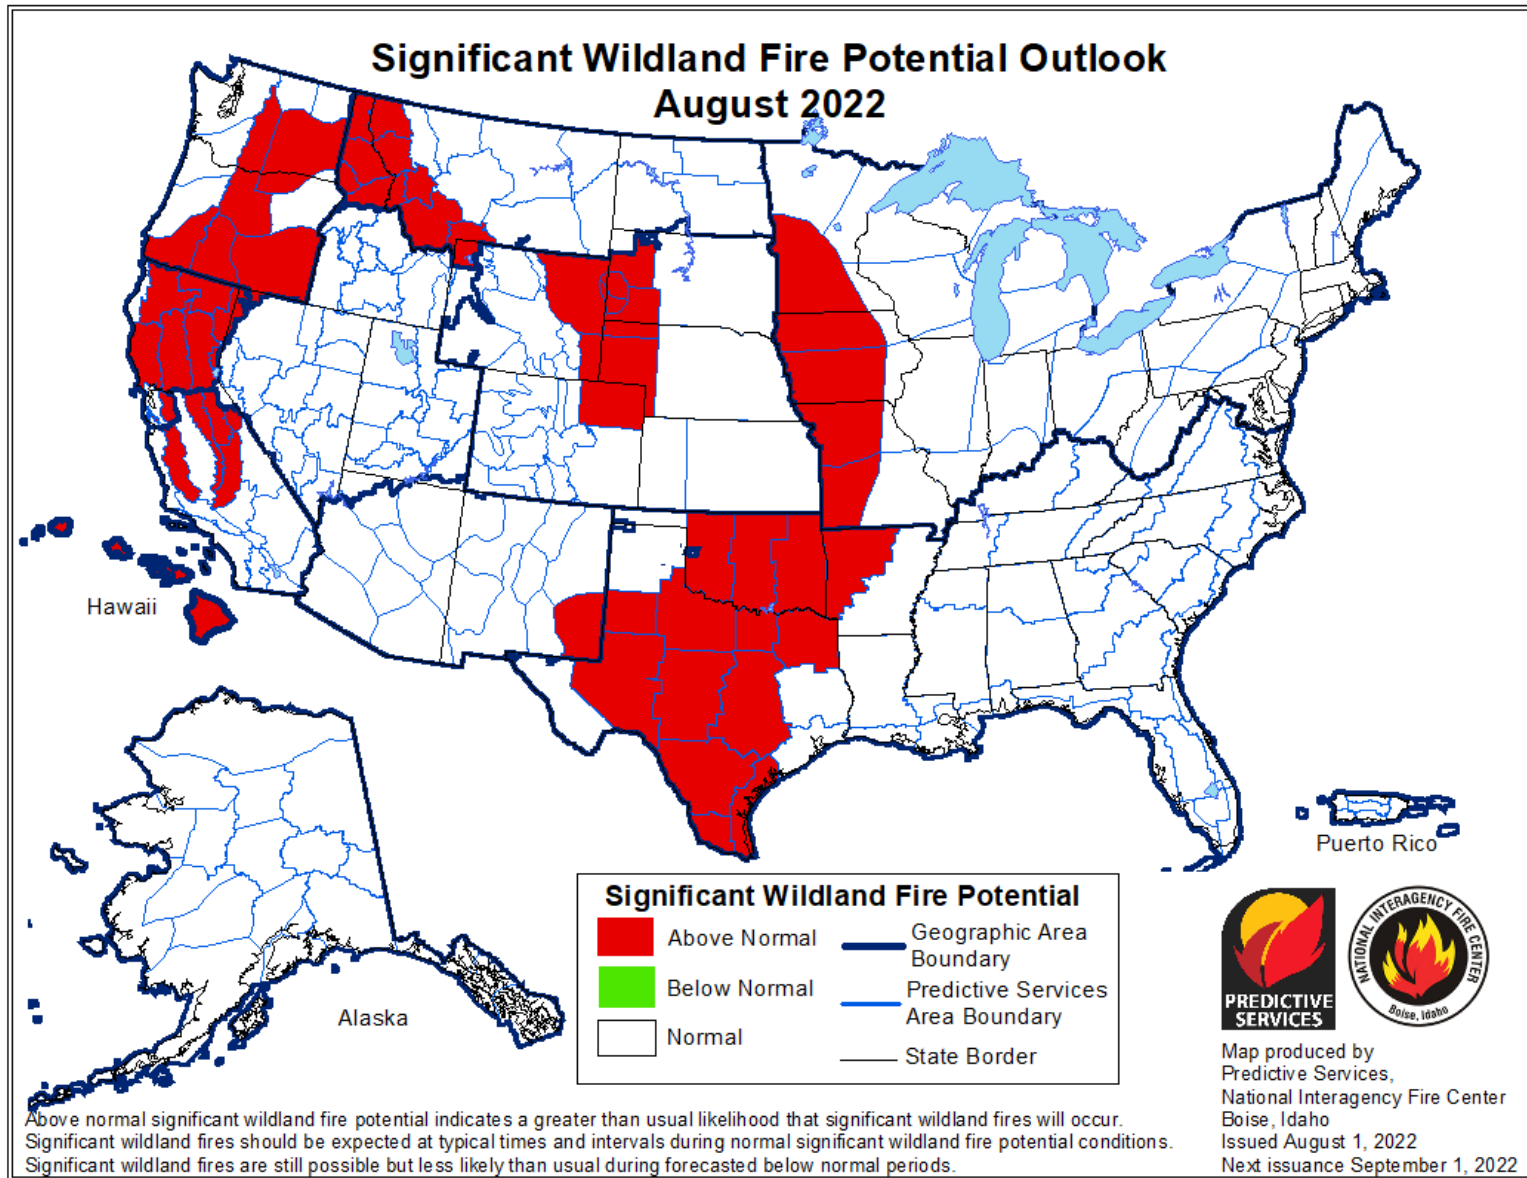 Significant Wildland Fire Potential Outlook
August 2022
Hawaii
Alaska
Puerto Rico
Significant Wildland Fire Potential
Above Normal
Below Normal
Normal
Geographic Area
Boundary
Predictive Services
Area Boundary
State Border
PREDICTIVE
SERVICES
NATIONAL INTERAGENCY FIRE CENTER
Boise, Idaho
Map produced by
Predictive Services,
National Interagency Fire Center
Boise, Idaho
Issued August 1, 2022
Next issuance September 1, 2022
Above normal significant wildland fire potential indicates a greater than usual likelihood that significant wildland fires will occur.
Significant wildland fires should be expected at typical times and intervals during normal significant wildland fire potential conditions.
Significant wildland fires are still possible but less likely than usual during forecasted below normal periods.